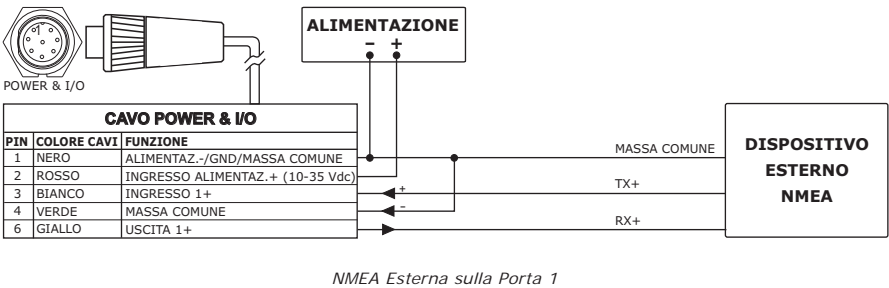 1
POWER & I/O
ALIMENTAZIONE
– +
CAVO POWER & I/O
PIN COLORE CAVI FUNZIONE
1 NERO ALIMENTAZ.-/GND/MASSA COMUNE
2 ROSSO INGRESSO ALIMENTAZ.+ (10-35 Vdc)
3 BIANCO INGRESSO 1+
4 VERDE MASSA COMUNE
6 GIALLO USCITA 1+
+
–
MASSA COMUNE
TX+
RX+
DISPOSITIVO
ESTERNO
NMEA
NMEA Esterna sulla Porta 1